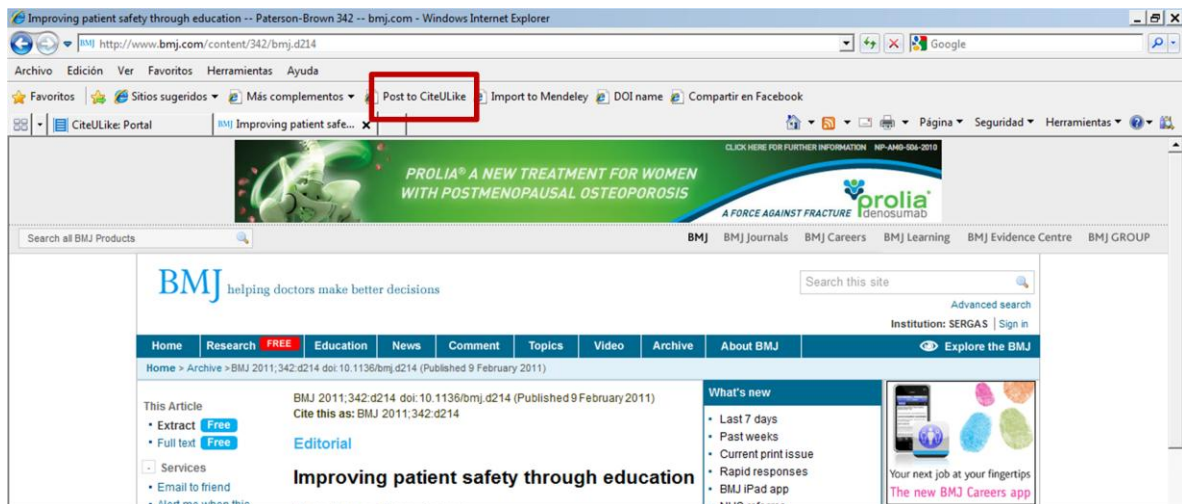 Improving patient safety through education -- Paterson-Brown 342 -- bmj.com - Windows Internet Explorer
BMJ http://www.bmj.com/content/342/bmj.d214
Google
Archivo Edición Ver Favoritos Herramientas Ayuda
Favoritos Sitios sugeridos Más complementos Post to CiteULike Import to Mendeley DOI name Compartir en Facebook
CiteULike: Portal BMJ Improving patient safe... x Página Seguridad Herramientas
CLICK HERE FOR FURTHER INFORMATION NP-AMG-506-2010
PROLIA® A NEW TREATMENT FOR WOMEN
WITH POSTMENOPAUSAL OSTEOPOROSIS
A FORCE AGAINST FRACTURE
prolia®
denosumab
Search all BMJ Products
BMJ BMJ Journals BMJ Careers BMJ Learning BMJ Evidence Centre BMJ GROUP
BMJ helping doctors make better decisions
Search this site
Advanced search
Institution: SERGAS | Sign in
Home Research FREE Education News Comment Topics Video Archive About BMJ Explore the BMJ
Home > Archive > BMJ 2011; 342:d214 doi: 10.1136/bmj.d214 (Published 9 February 2011)
This Article
• Extract Free
• Full text Free
- Services
• Email to
friend
• Alert me when this
BMJ 2011;342:d214 doi: 10.1136/bmj.d214 (Published 9 February 2011)
Cite this as: BMJ 2011;342:d214
Editorial
Improving patient safety through education
What's new
• Last 7 days
• Past weeks
• Current print issue
• Rapid responses
• BMJ iPad app
Your next job at your fingertips
The new BMJ Careers app